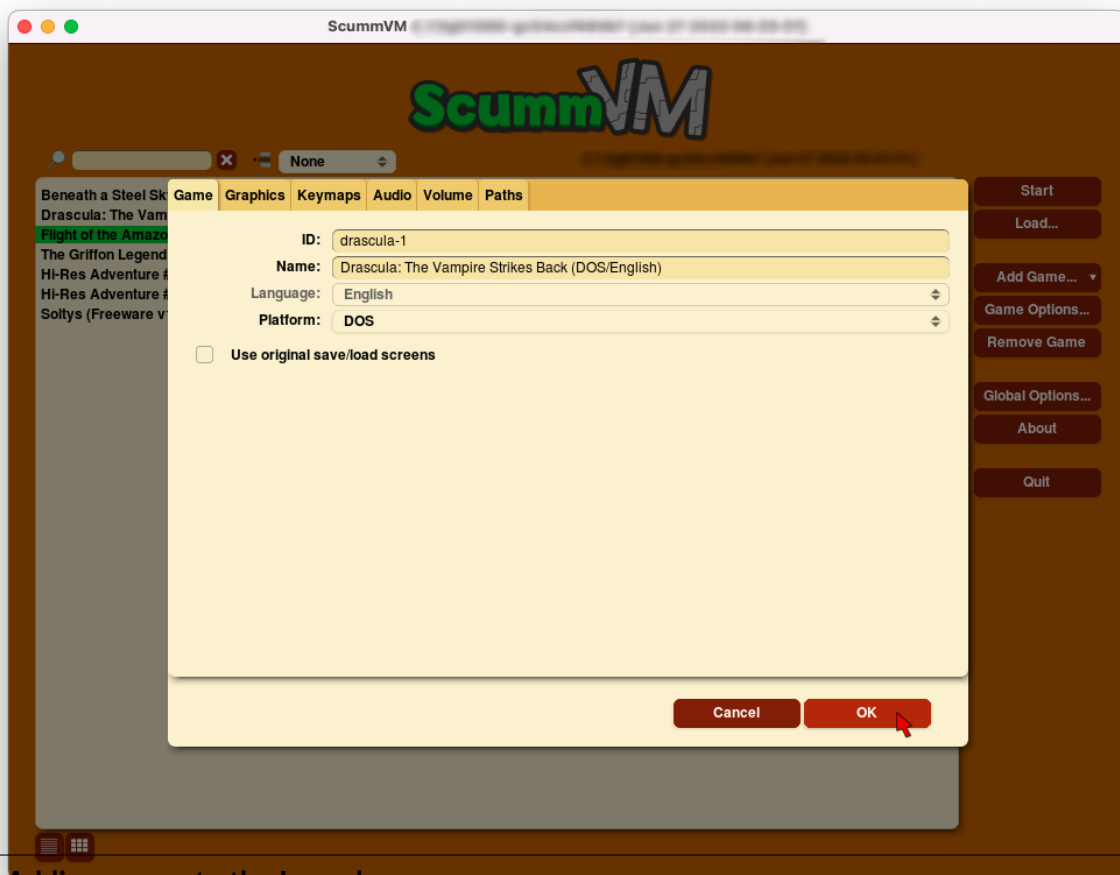 ScummVM
ScummVM
None
Beneath a Steel Sk
Drascula: The Vam
Flight of the Amazo
The Griffon Legend
Hi-Res Adventure #
Hi-Res Adventure #
Soltys (Freeware v
Game Graphics Keymaps Audio Volume Paths
ID: drascula-1
Name: Drascula: The Vampire Strikes Back (DOS/English)
Language: English
Platform: DOS
Use original save/load screens
Cancel OK
Start
Load...
Add Game...
Game Options...
Remove Game
Global Options...
About
Quit